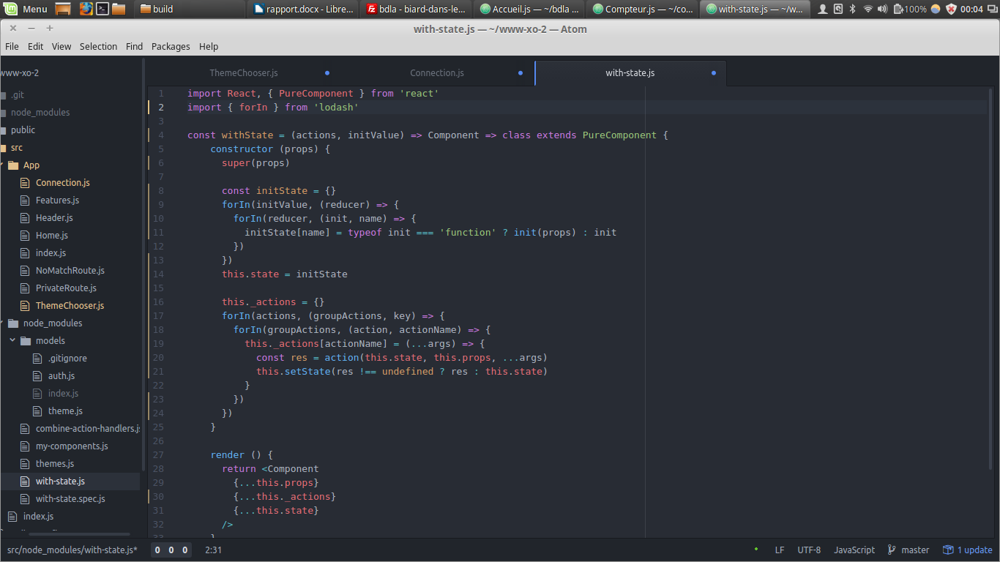 Menu
build
rapport.docx - Libre...
bdla - biard-dans-le...
Accueil.js — ~/bdla ...
Compteur.js — ~/co...
with-state.js — ~/w...
100%
00:04
with-state.js — ~/www-xo-2 — Atom
File Edit View Selection Find Packages Help
www-xo-2
.git
node_modules
public
src
App
Connection.js
Features.js
Header.js
Home.js
index.js
NoMatchRoute.js
PrivateRoute.js
ThemeChooser.js
node_modules
models
.gitignore
auth.js
index.js
theme.js
combine-action-handlers.js
my-components.js
themes.js
with-state.js
with-state.spec.js
index.js
ThemeChooser.js
Connection.js
with-state.js
1 import React, { PureComponent } from 'react'
2 import { forIn } from 'lodash'
3
4 const withState = (actions, initValue) => Component => class extends PureComponent {
5     constructor (props) {
6       super(props)
7
8       const initState = {}
9       forIn(initValue, (reducer) => {
10         forIn(reducer, (init, name) => {
11           initState[name] = typeof init === 'function' ? init(props) : init
12         })
13       })
14       this.state = initState
15
16       this._actions = {}
17       forIn(actions, (groupActions, key) => {
18         forIn(groupActions, (action, actionName) => {
19           this._actions[actionName] = (...args) => {
20             const res = action(this.state, this.props, ...args)
21             this.setState(res !== undefined ? res : this.state)
22           }
23         })
24       })
25     }
26
27     render () {
28       return <Component
29         {...this.props}
30         {...this._actions}
31         {...this.state}
32       />
33     }
src/node_modules/with-state.js*
0 0 0
2:31
LF
UTF-8
JavaScript
master
1 update